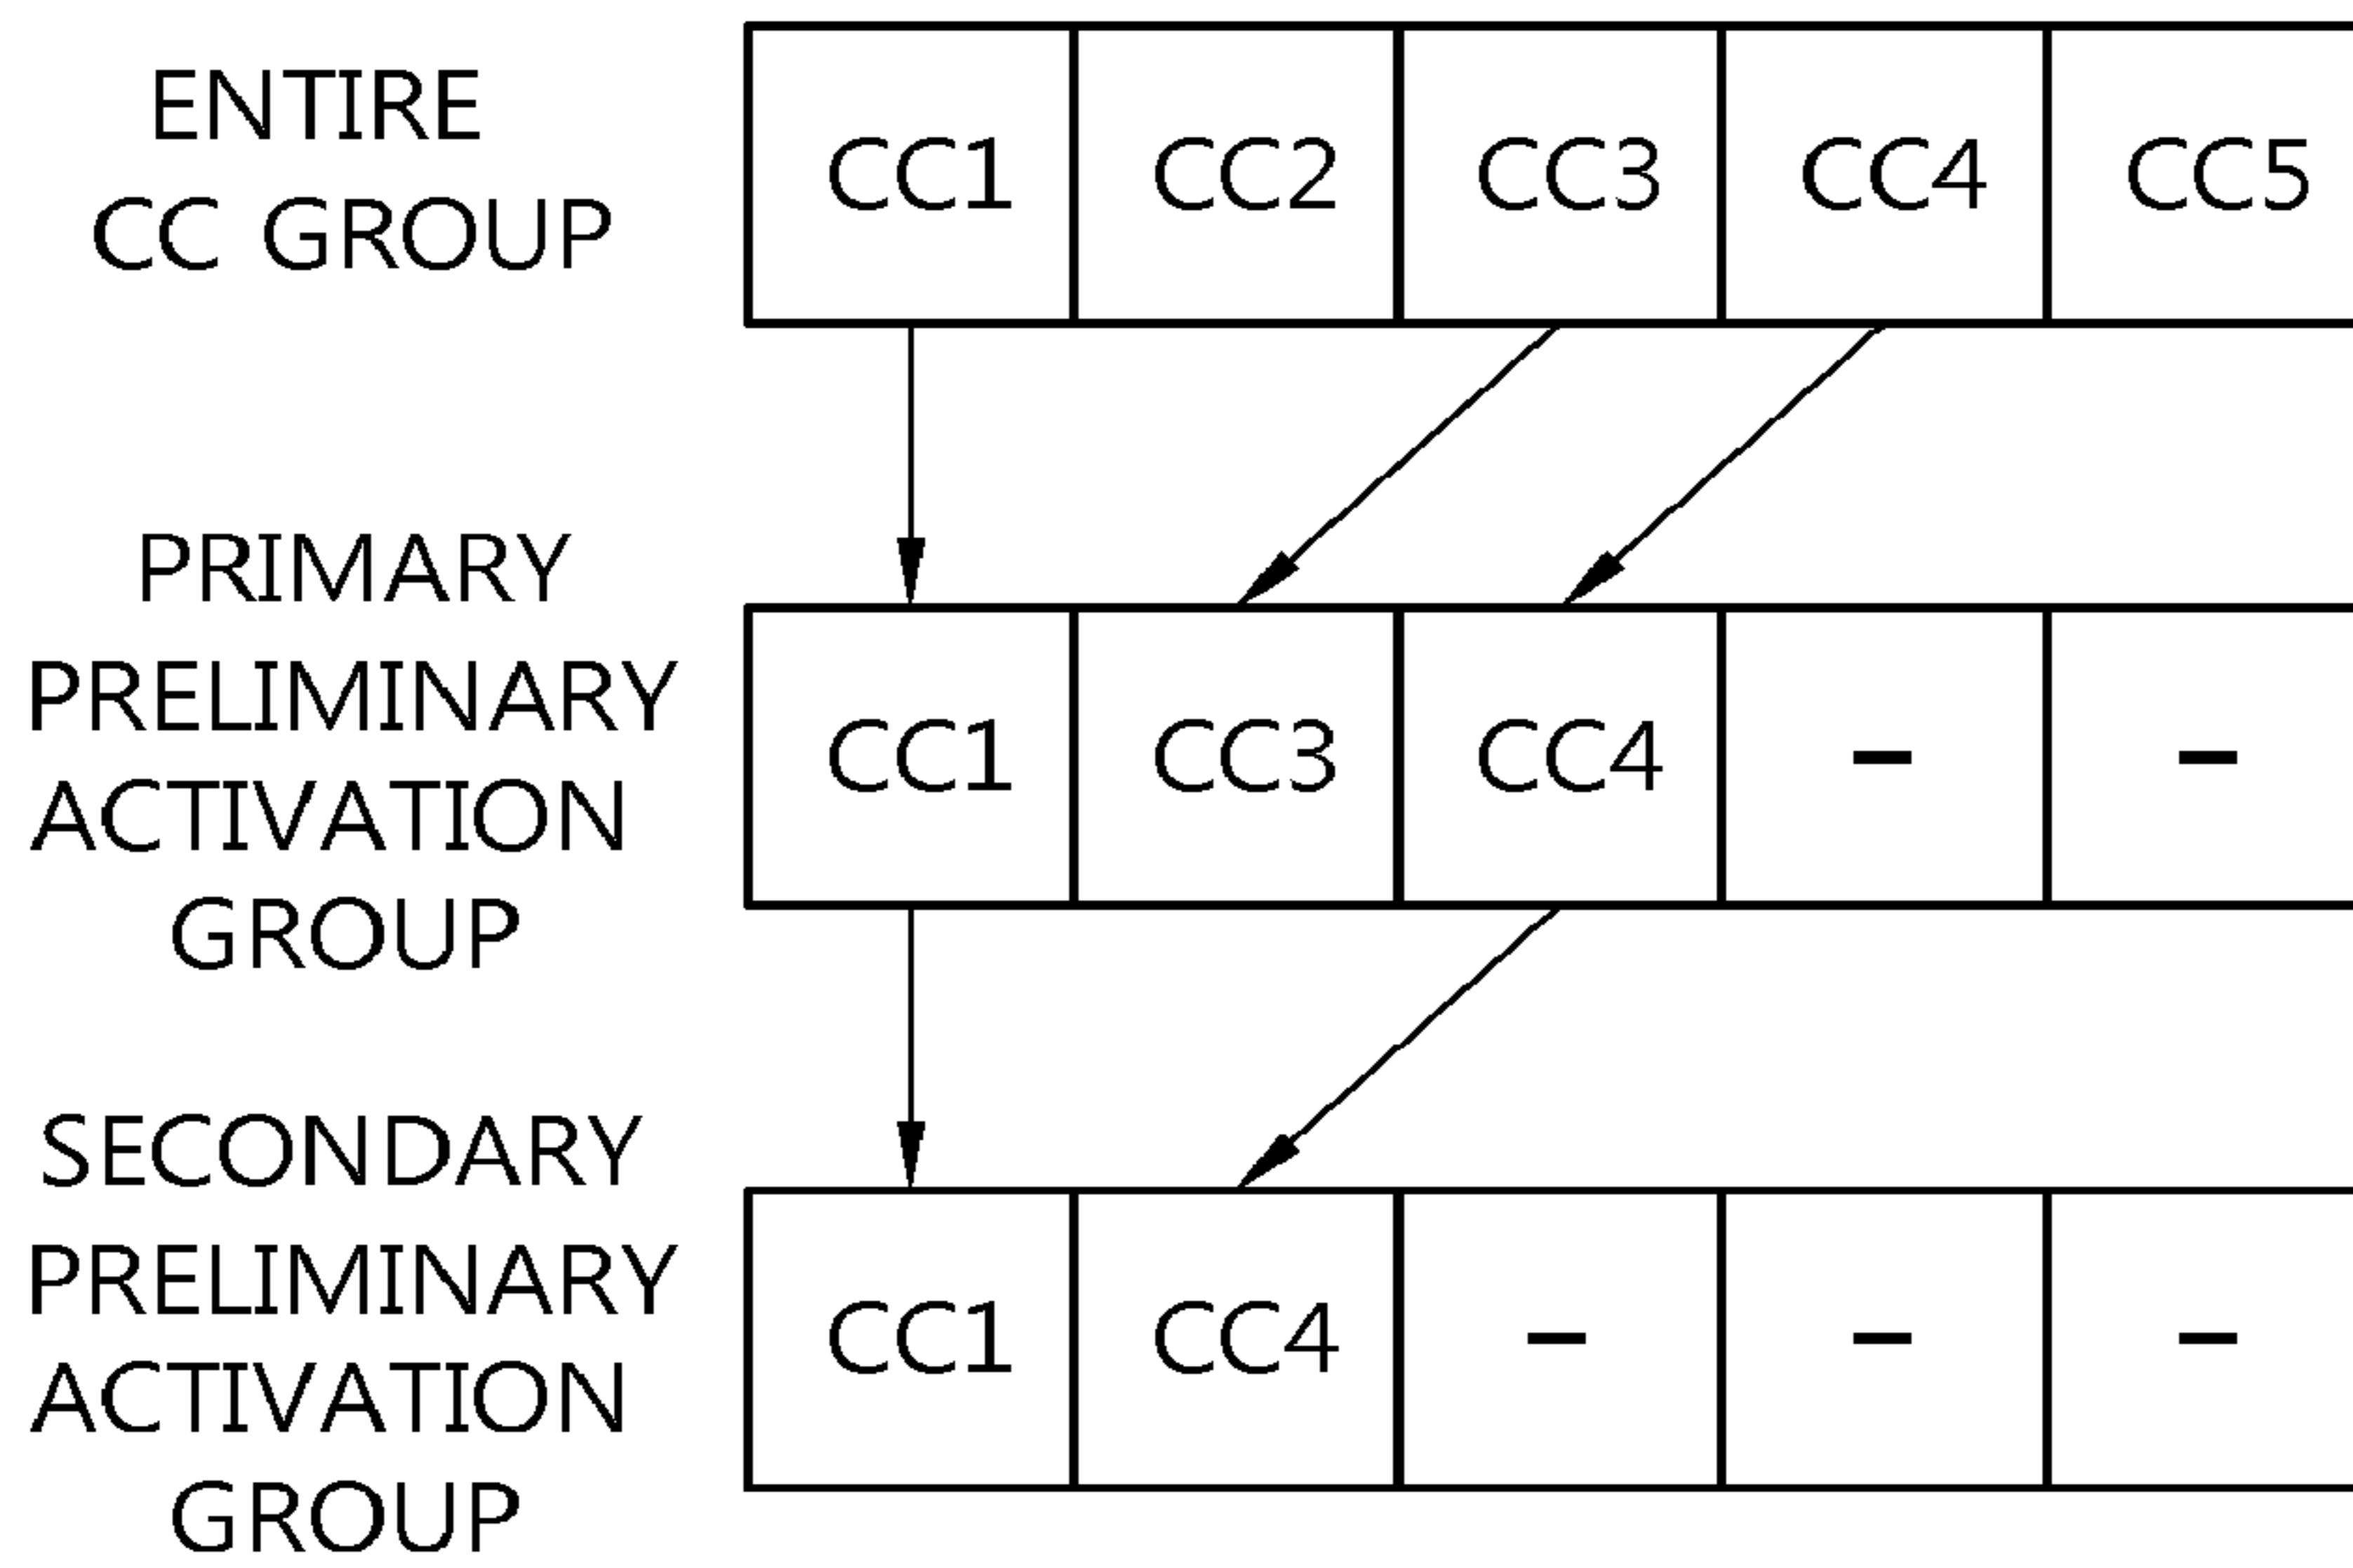 ENTIRE
CC GROUP
CC1 CC2 CC3 CC4 CC5
PRIMARY
PRELIMINARY
ACTIVATION
GROUP
CC1 CC3 CC4 – –
SECONDARY
PRELIMINARY
ACTIVATION
GROUP
CC1 CC4 – – –